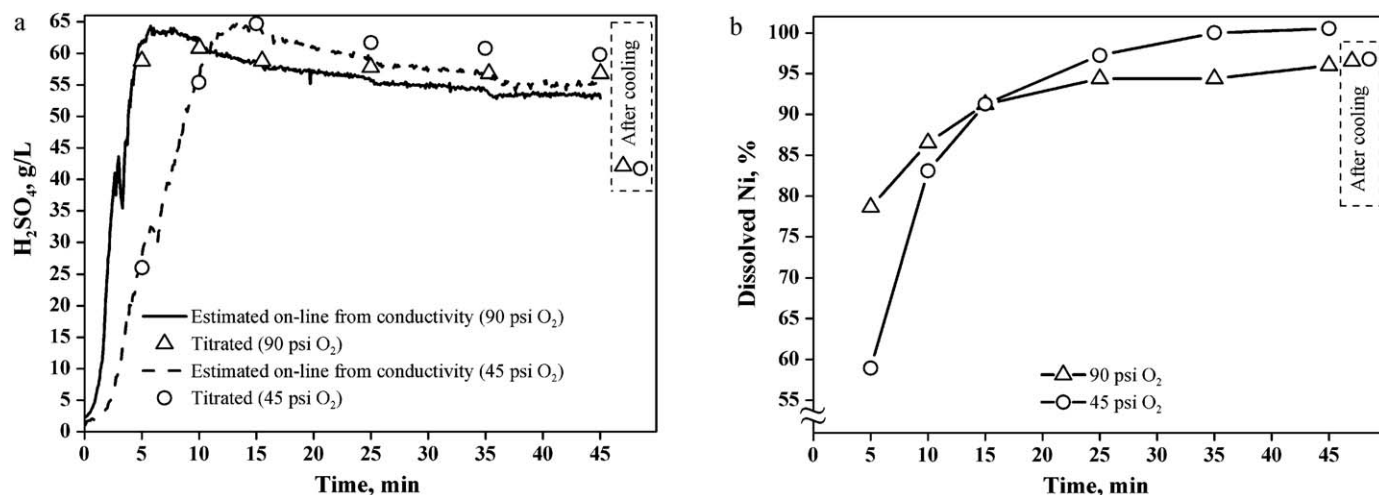 a
H₂SO₄, g/L
65
60
55
50
45
40
35
30
25
20
15
10
5
0
Estimated on-line from conductivity (90 psi O₂)
Titrated (90 psi O₂)
Estimated on-line from conductivity (45 psi O₂)
Titrated (45 psi O₂)
After cooling
0 5 10 15 20 25 30 35 40 45
Time, min
b
Dissolved Ni, %
100
95
90
85
80
75
70
65
60
55
90 psi O₂
45 psi O₂
After cooling
0 5 10 15 20 25 30 35 40 45
Time, min